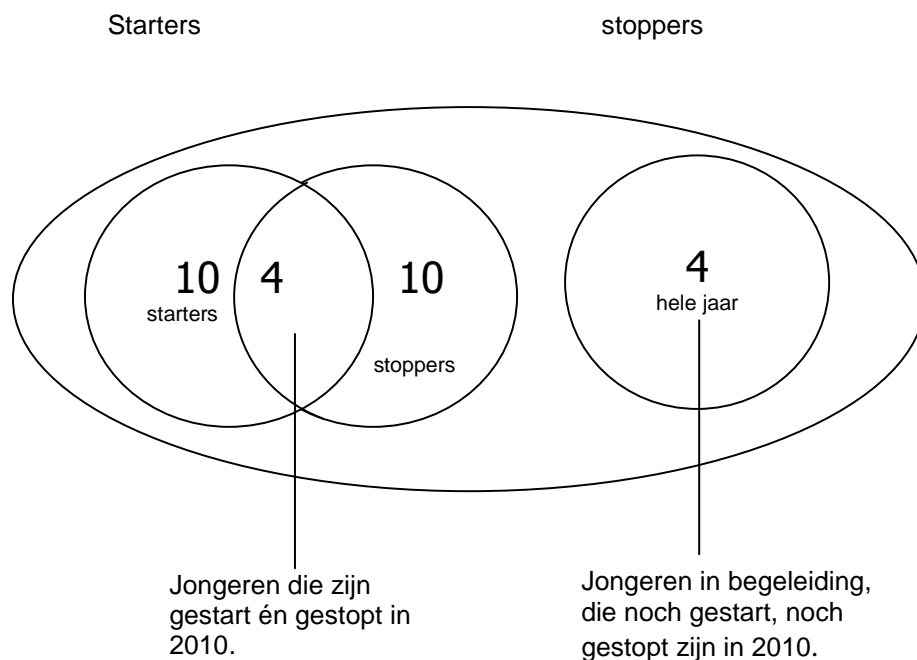 Starters stoppers
10 4 10 4
starters hele jaar
stoppers
Jongeren die zijn
gestart én gestopt in
2010.
Jongeren in begeleiding,
die noch gestart, noch
gestopt zijn in 2010.